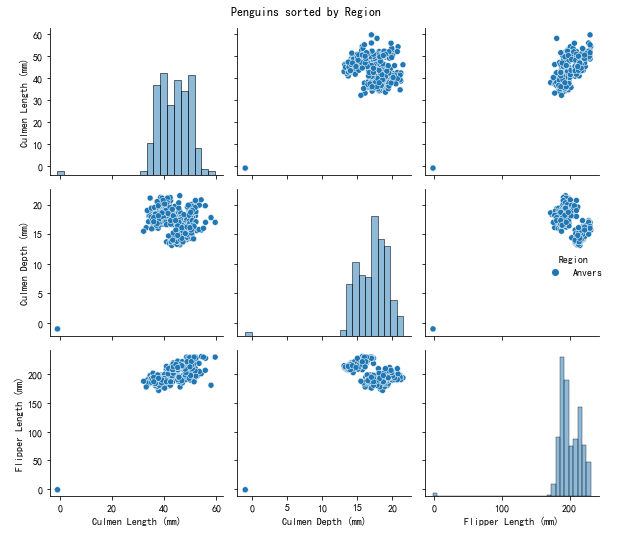 Penguins sorted by Region
60
50
40
30
20
10
0
Culmen Length (mm)
20
15
10
5
0
Culmen Depth (mm)
Region
Anvers
200
150
100
50
0
Flipper Length (mm)
0 20 40 60
0 5 10 15 20
0 200
Culmen Length (mm)
Culmen Depth (mm)
Flipper Length (mm)